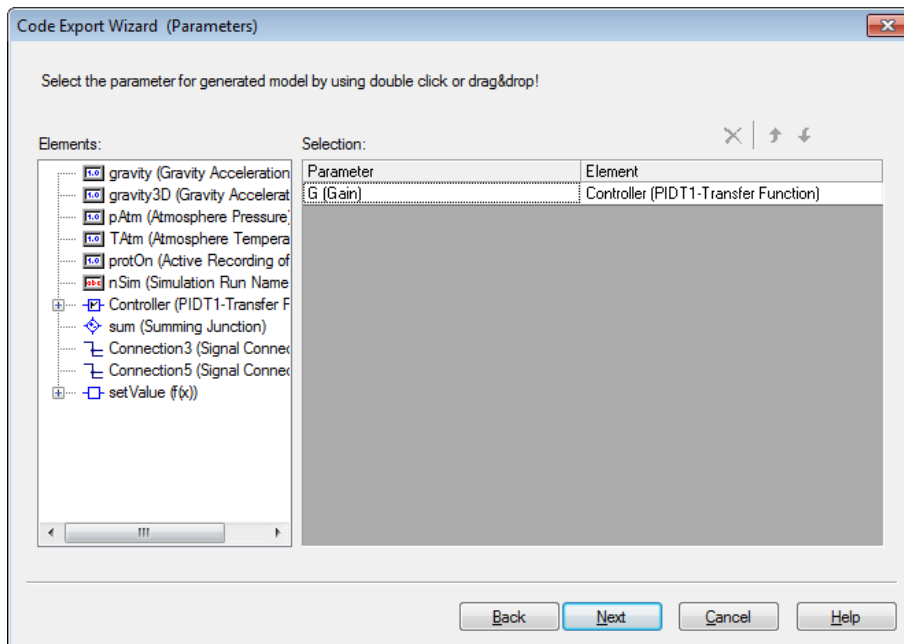 Code Export Wizard (Parameters)
Select the parameter for generated model by using double click or drag&drop!
Elements:
Selection:
gravity (Gravity Acceleration
gravity3D (Gravity Accelerat
pAtm (Atmosphere Pressure)
TAtm (Atmosphere Tempera
protOn (Active Recording of
nSim (Simulation Run Name
Controller (PIDT1-Transfer F
sum (Summing Junction)
Connection3 (Signal Connec
Connection5 (Signal Connec
setValue (f(x))
Parameter Element
G (Gain) Controller (PIDT1-Transfer Function)
Back Next Cancel Help